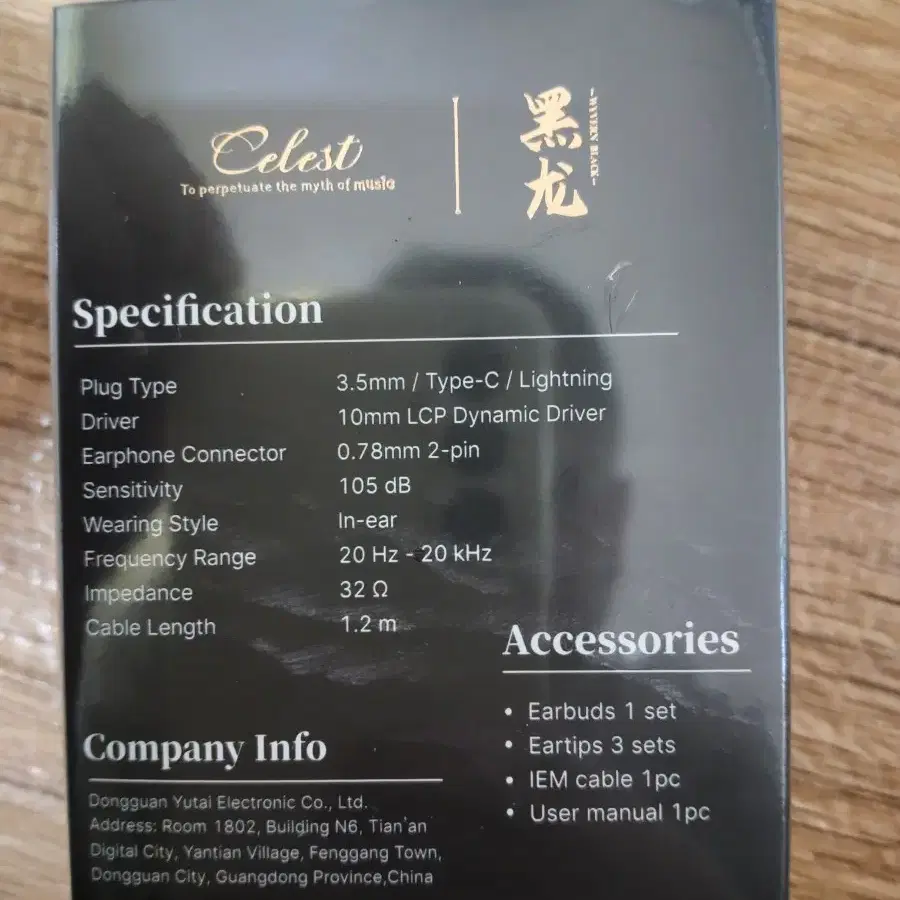 Celest
To perpetuate the myth of music
黑龙
~ WYVERN BLACK ~
Specification
Plug Type 3.5mm / Type-C / Lightning
Driver 10mm LCP Dynamic Driver
Earphone Connector 0.78mm 2-pin
Sensitivity 105 dB
Wearing Style In-ear
Frequency Range 20 Hz - 20 kHz
Impedance 32 Ω
Cable Length 1.2 m
Accessories
• Earbuds 1 set
• Eartips 3 sets
• IEM cable 1pc
• User manual 1pc
Company Info
Dongguan Yutai Electronic Co., Ltd.
Address: Room 1802, Building N6, Tian'an
Digital City, Yantian Village, Fenggang Town,
Dongguan City, Guangdong Province,China